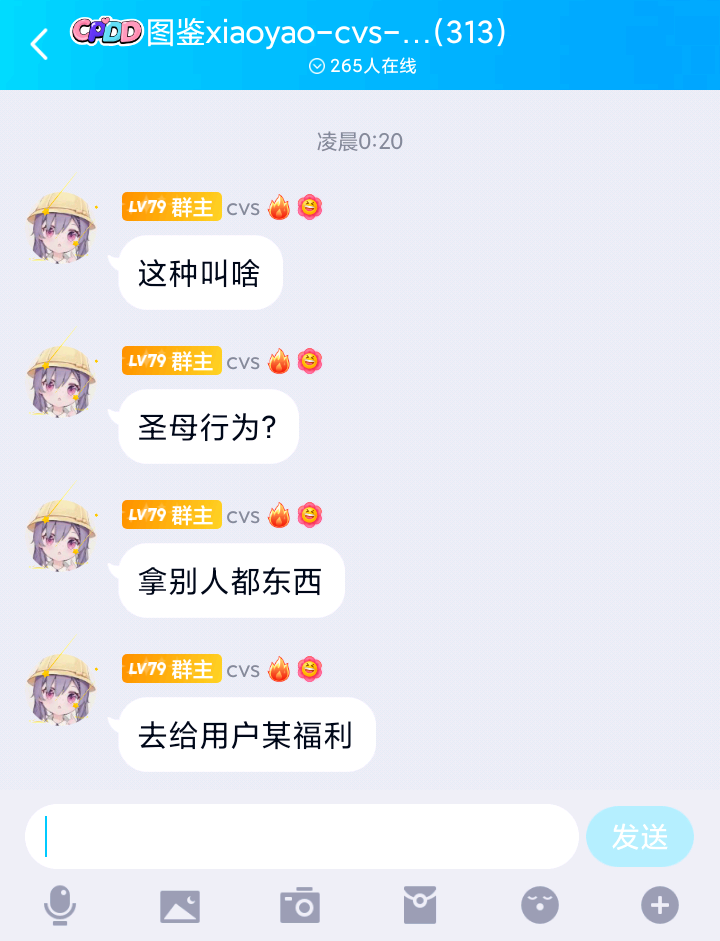 CPDD图鉴xiaoyao-cvs-...(313)
265人在线
凌晨0:20
LV79 群主 cvs
这种叫啥
LV79 群主 cvs
圣母行为?
LV79 群主 cvs
拿别人都东西
LV79 群主 cvs
去给用户某福利
发送